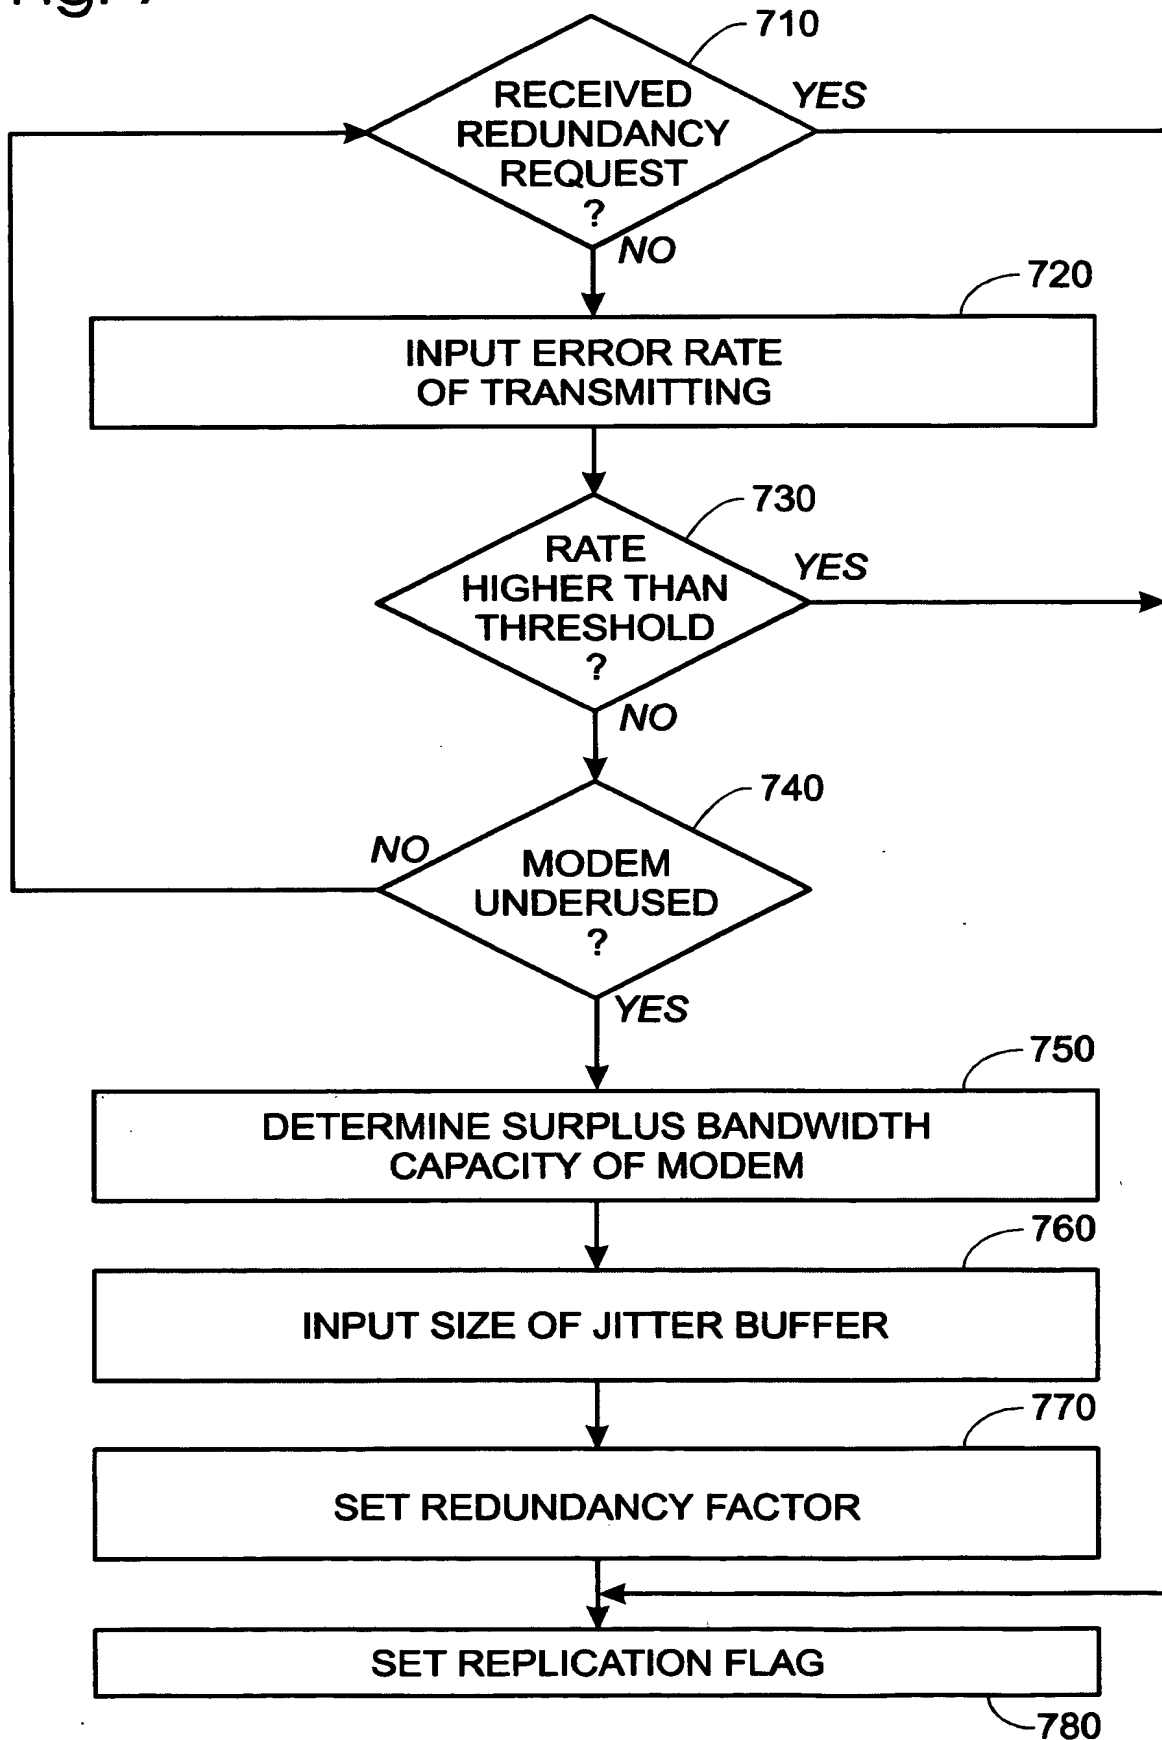 710
RECEIVED
REDUNDANCY
REQUEST
?
YES
NO
720
INPUT ERROR RATE
OF TRANSMITTING
730
RATE
HIGHER THAN
THRESHOLD
?
YES
NO
740
NO
MODEM
UNDERUSED
?
YES
750
DETERMINE SURPLUS BANDWIDTH
CAPACITY OF MODEM
760
INPUT SIZE OF JITTER BUFFER
770
SET REDUNDANCY FACTOR
SET REPLICATION FLAG
780